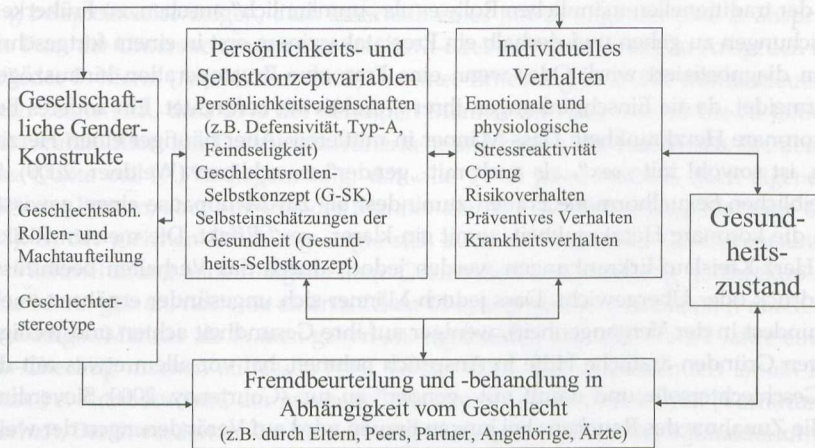 Gesellschaft-
liche Gender-
Konstrukte
Geschlechtsabh.
Rollen- und
Machtaufteilung
Geschlechter-
stereotype
Persönlichkeits- und
Selbstkonzeptvariablen
Persönlichkeitseigenschaften
(z.B. Defensivität, Typ-A,
Feindseligkeit)
Geschlechtsrollen-
Selbstkonzept (G-SK)
Selbsteinschätzungen der
Gesundheit (Gesund-
heits-Selbstkonzept)
Individuelles
Verhalten
Emotionale und
physiologische
Stressreaktivität
Coping
Risikoverhalten
Präventives Verhalten
Krankheitsverhalten
Gesund-
heits-
zustand
Fremdbeurteilung und -behandlung in
Abhängigkeit vom Geschlecht
(z.B. durch Eltern, Peers, Partner, Angehörige, Ärzte)